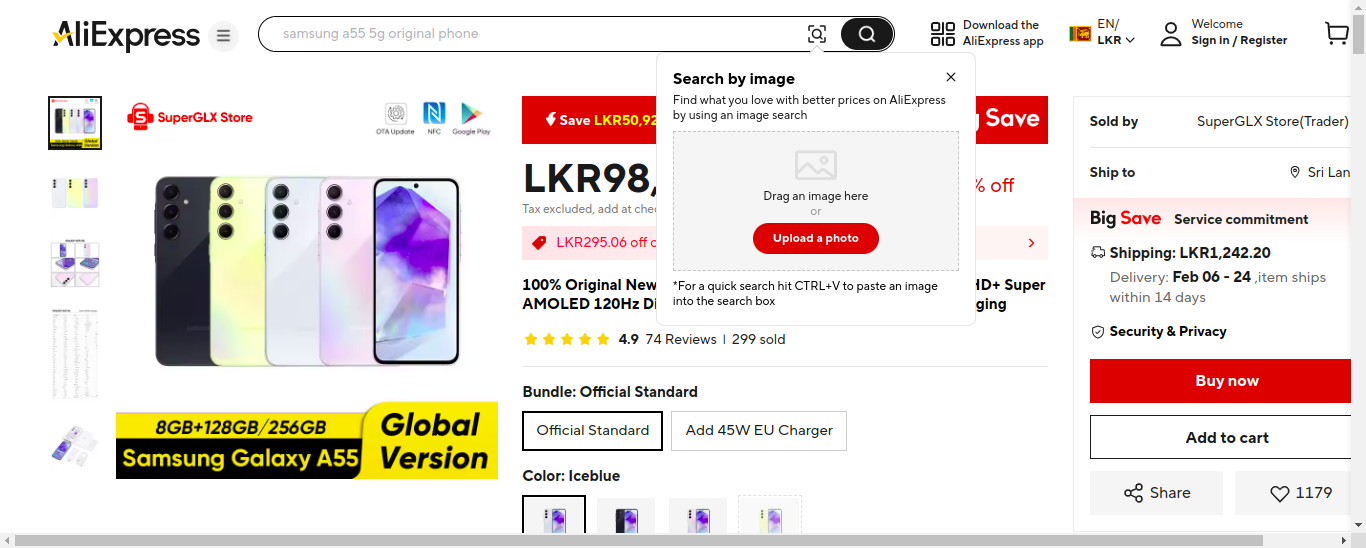 AliExpress
samsung a55 5g original phone
Download the
AliExpress app
EN/
LKR
Welcome
Sign in / Register
Search by image
Find what you love with better prices on AliExpress
by using an image search
Drag an image here
or
Upload a photo
*For a quick search hit CTRL+V to paste an image
into the search box
SuperGLX Store
OTA Update
NFC
Google Play
8GB+128GB/256GB
Samsung Galaxy A55
Global
Version
Save LKR50,92
Save
LKR98,
% off
Tax excluded, add at
LKR295.06 off
100% Original New
HD+ Super
AMOLED 120Hz
4.9 74 Reviews | 299 sold
Bundle: Official Standard
Official Standard
Add 45W EU Charger
Color: Iceblue
Sold by
SuperGLX Store(Trader)
Ship to
Sri Lan
Big Save Service commitment
Shipping: LKR1,242.20
Delivery: Feb 06 - 24 ,item ships
within 14 days
Security & Privacy
Buy now
Add to cart
Share
1179